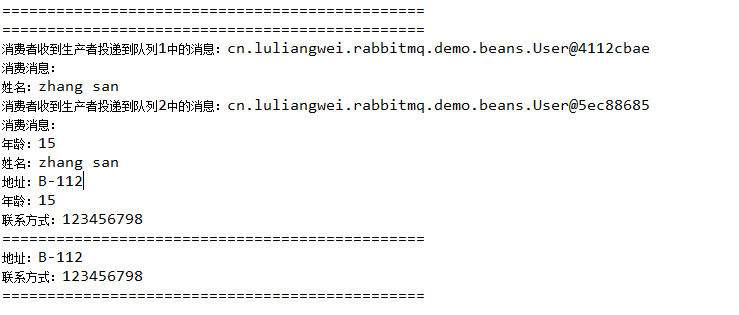 ===============================================
===============================================
消费者收到生产者投递到队列1中的消息：cn.luliangwei.rabbitmq.demo.beans.User@4112cbae
消费消息：
姓名：zhang san
消费者收到生产者投递到队列2中的消息：cn.luliangwei.rabbitmq.demo.beans.User@5ec88685
消费消息：
年龄：15
姓名：zhang san
地址：B-112
年龄：15
联系方式：123456798
===============================================
地址：B-112
联系方式：123456798
===============================================